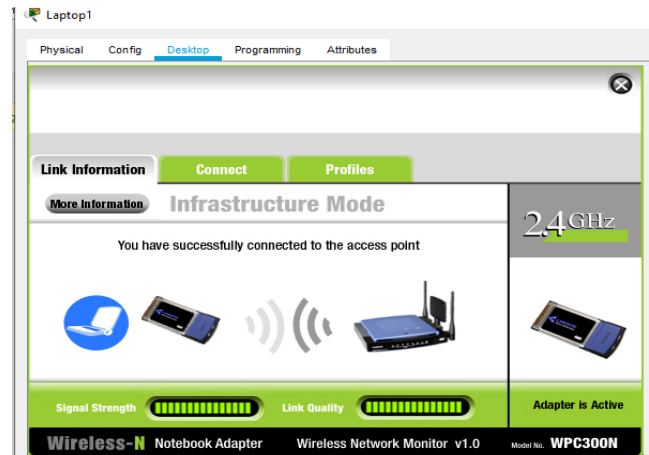 Laptop1
Physical Config Desktop Programming Attributes
Link Information Connect Profiles
More Information Infrastructure Mode
2.4GHz
You have successfully connected to the access point
Signal Strength Link Quality Adapter is Active
Wireless-N Notebook Adapter Wireless Network Monitor v1.0 Model No. WPC300N